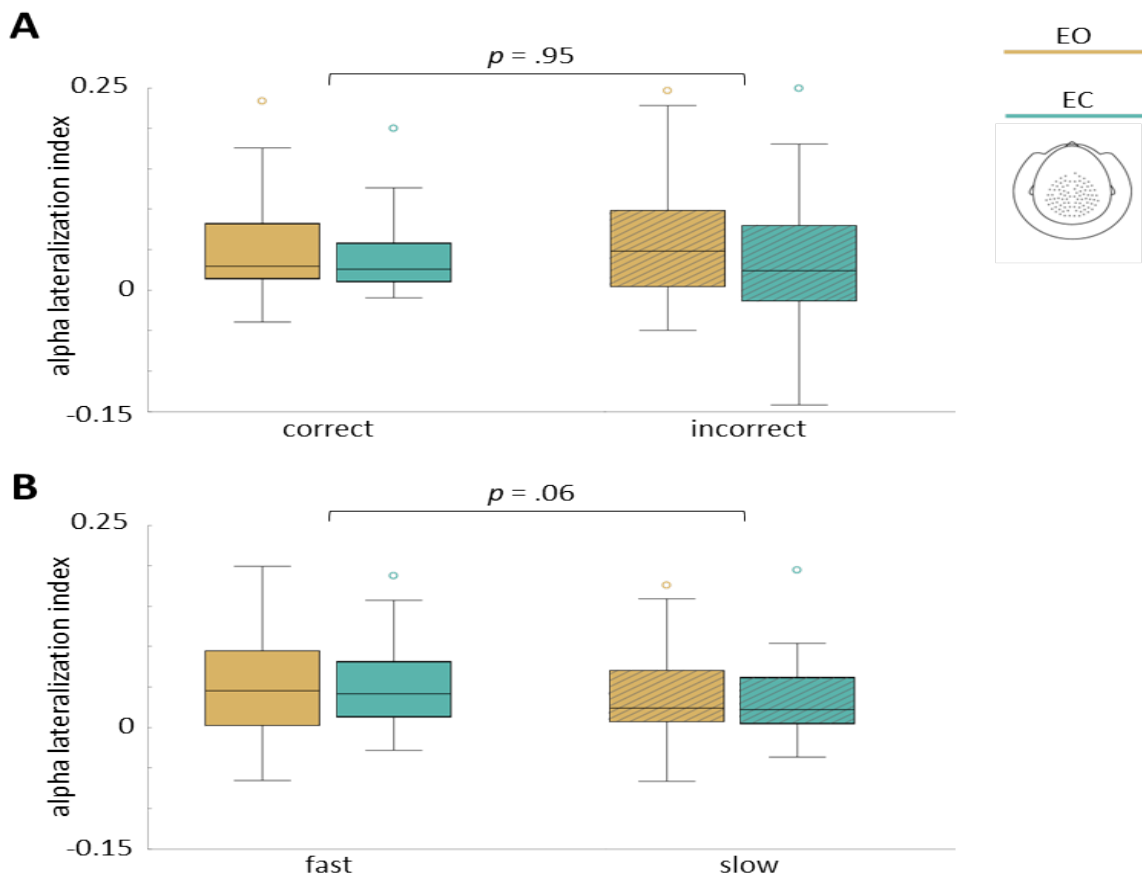 A
p = .95
EO
EC
0.25
0
-0.15
alpha lateralization index
correct
incorrect
B
p = .06
0.25
0
-0.15
alpha lateralization index
fast
slow